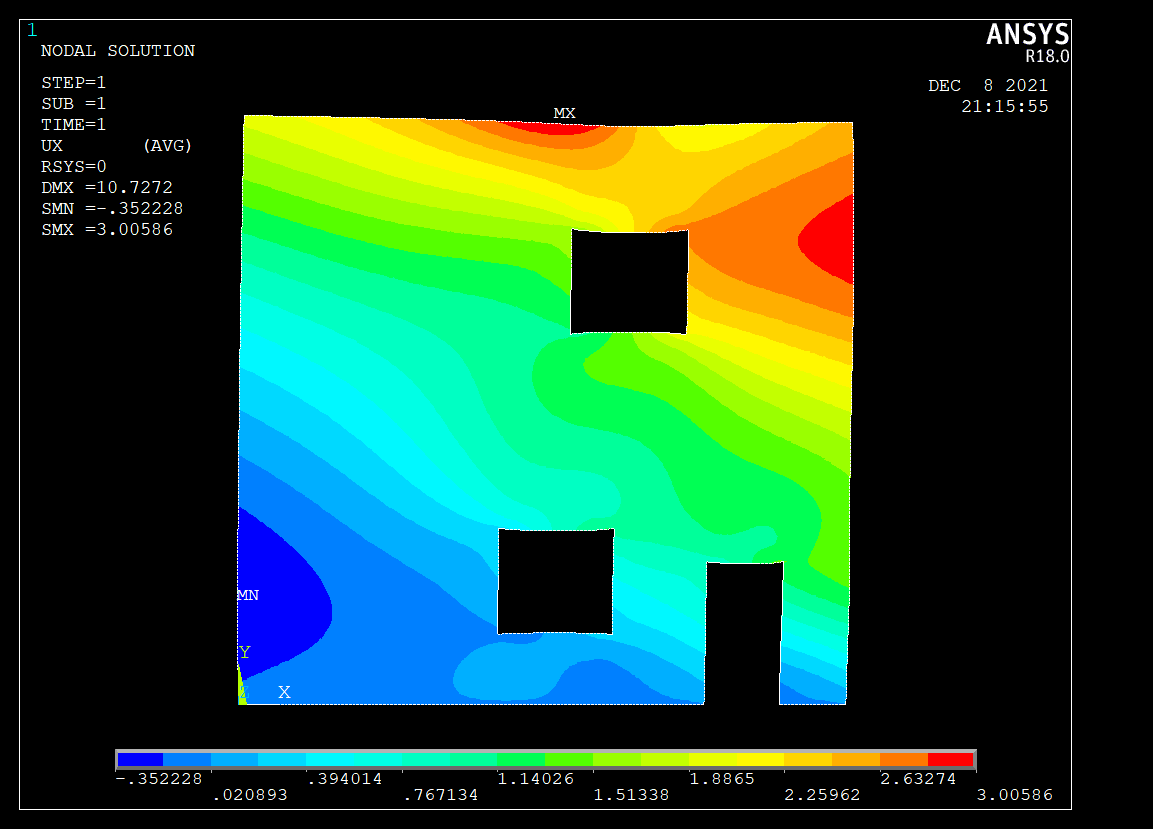 1
ANSYS
R18.0
NODAL SOLUTION
STEP=1
SUB =1
TIME=1
UX (AVG)
RSYS=0
DMX =10.7272
SMN =-.352228
SMX =3.00586
DEC 8 2021
21:15:55
MX
MN
Y
Z X
-.352228 .394014 1.14026 1.8865 2.63274
.020893 .767134 1.51338 2.25962 3.00586